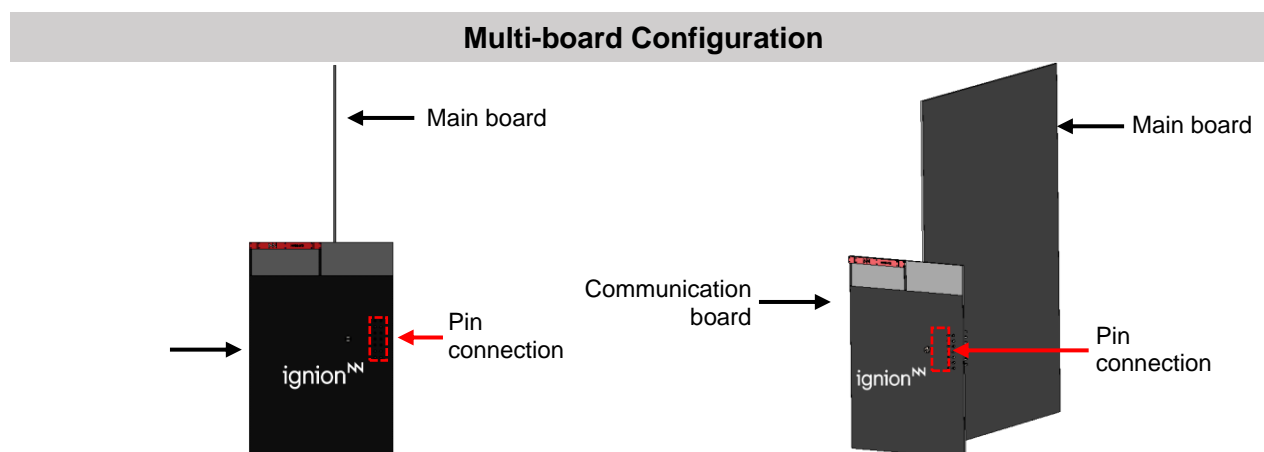 Multi-board Configuration
Main board
Pin
connection
ignion
Main board
Communication
board
Pin
connection
ignion